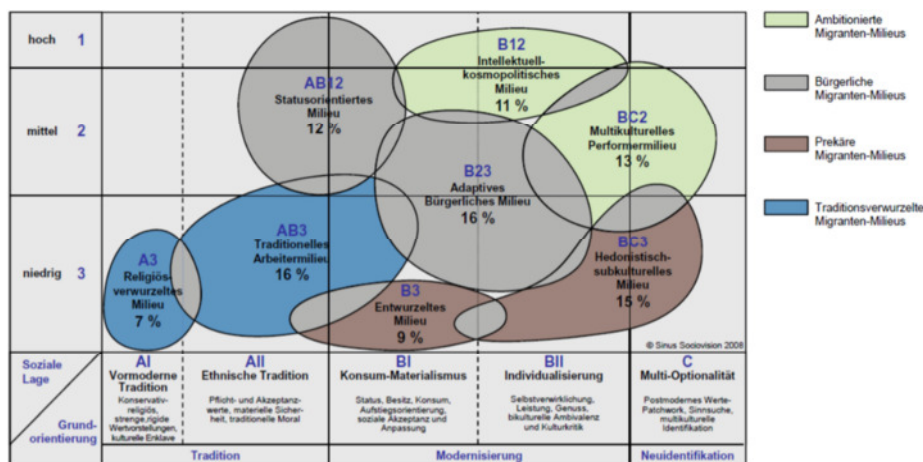 hoch 1
mittel 2
niedrig 3
AB12
Statusorientiertes
Milieu
12 %
B12
Intellektuell-
kosmopolitisches
Milieu
11 %
BC2
Multikulturelles
Performermilieu
13 %
B23
Adaptives
Bürgerliches Milieu
16 %
A3
Religiös-
verwurzeltes
Milieu
7 %
AB3
Traditionelles
Arbeitermilieu
16 %
B3
Entwurzeltes
Milieu
9 %
BC3
Hedonistisch-
subkulturelles
Milieu
15 %
© Sinus Sociovision 2008
Soziale
Lage
Grund-
orientierung
AI
Vormoderne
Tradition
Konservativ-
religiös,
strenge,rigide
Wertvorstellungen,
kulturelle Enklave
AII
Ethnische Tradition
Pflicht- und Akzeptanz-
werte, materielle Sicher-
heit, traditionelle Moral
BI
Konsum-Materialismus
Status, Besitz, Konsum,
Aufstiegsorientierung,
soziale Akzeptanz und
Anpassung
BII
Individualisierung
Selbstverwirklichung,
Leistung, Genuss,
bikulturelle Ambivalenz
und Kulturkritik
C
Multi-Optionalität
Postmodernes Werte-
Patchwork, Sinnsuche,
multikulturelle
Identifikation
Tradition
Modernisierung
Neuidentifikation
Ambitionierte
Migranten-Milieus
Bürgerliche
Migranten-Milieus
Prekäre
Migranten-Milieus
Traditionsverwurzelte
Migranten-Milieus